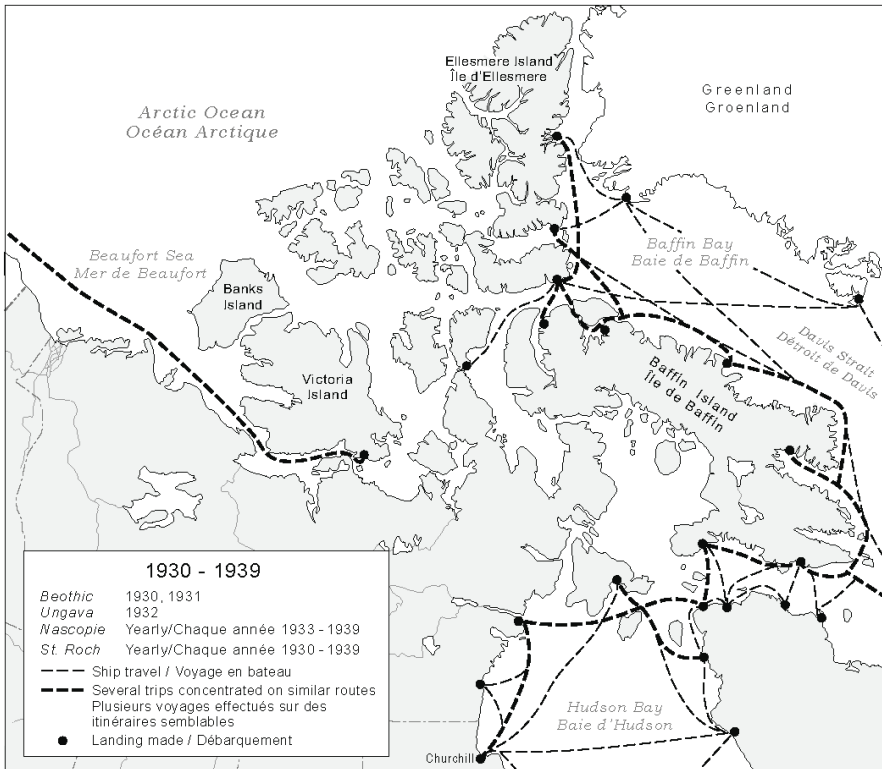 Ellesmere Island
Île d'Ellesmere
Greenland
Groenland
Arctic Ocean
Océan Arctique
Beaufort Sea
Mer de Beaufort
Baffin Bay
Baie de Baffin
Banks
Island
Davis Strait
Détroit de Davis
Victoria
Island
Baffin Island
Île de Baffin
1930 - 1939
Beothic 1930, 1931
Ungava 1932
Nascopie Yearly/Chaque année 1933 - 1939
St. Roch Yearly/Chaque année 1930 - 1939
Ship travel / Voyage en bateau
Several trips concentrated on similar routes
Plusieurs voyages effectués sur des
itinéraires semblables
Landing made / Débarquement
Hudson Bay
Baie d'Hudson
Churchill